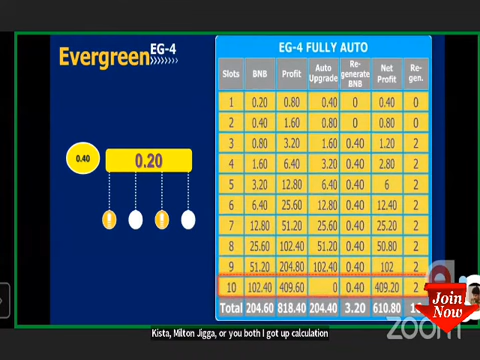 Evergreen EG-4
EG-4 FULLY AUTO
Slots BNB Profit Auto Upgrade Re-generate BNB Net Profit Re-gen.
1 0.20 0.80 0.40 0 0.40 0
2 0.40 1.60 0.80 0 0.80 0
3 0.80 3.20 1.60 0.40 1.20 2
4 1.60 6.40 3.20 0.40 2.80 2
5 3.20 12.80 6.40 0.40 6 2
6 6.40 25.60 12.80 0.40 12.40 2
7 12.80 51.20 25.60 0.40 25.20 2
8 25.60 102.40 51.20 0.40 50.80 2
9 51.20 204.80 102.40 0.40 102 2
10 102.40 409.60 0 0.40 409.20 2
Total 204.60 818.40 204.40 3.20 610.80
0.40
0.20
Join Now
zoom
Kista, Milton Jigga, or you both I got up calculation